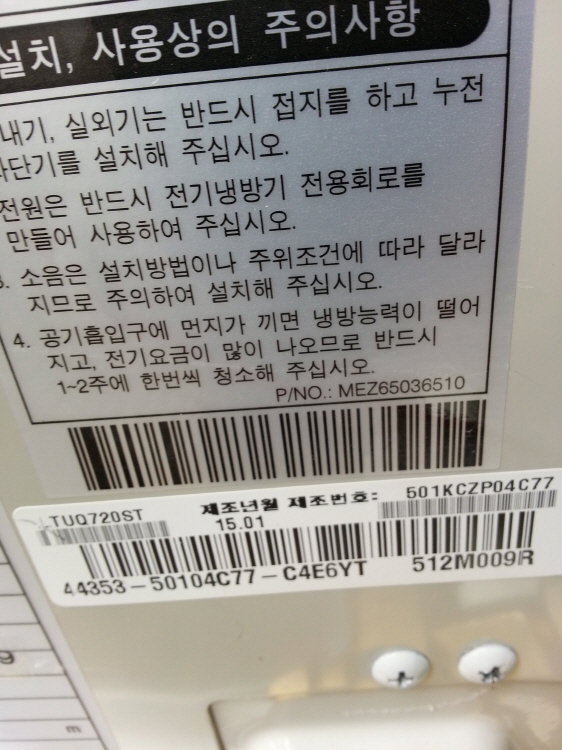 설치, 사용상의 주의사항
내기, 실외기는 반드시 접지를 하고 누전
차단기를 설치해 주십시오.
전원은 반드시 전기냉방기 전용회로를
만들어 사용하여 주십시오.
3. 소음은 설치방법이나 주위조건에 따라 달라
지므로 주의하여 설치해 주십시오.
4. 공기흡입구에 먼지가 끼면 냉방능력이 떨어
지고, 전기요금이 많이 나오므로 반드시
1~2주에 한번씩 청소해 주십시오.
P/NO.: MEZ65036510
TUQ720ST 제조년월 제조번호: 501KCZP04C77
15.01
44353-50104C77-C4E6YT 512M009R
9
m